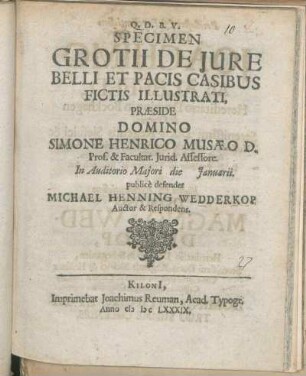 Q. D. B. V.
10
SPECIMEN
GROTII DE JURE
BELLI ET PACIS CASIBUS
FICTIS ILLUSTRATI,
PRÆSIDE
DOMINO
SIMONE HENRICO MUSÆO D.
Prof. & Facultat. Jurid. Assessore.
In Auditorio Majori die Januarii.
publicè defendet
MICHAEL HENNING WEDDERKOP
Auctor & Respondens.
27
KILONI,
Imprimebat Joachimus Reuman, Acad. Typogr.
Anno cIɔ Iɔc LXXXIX.